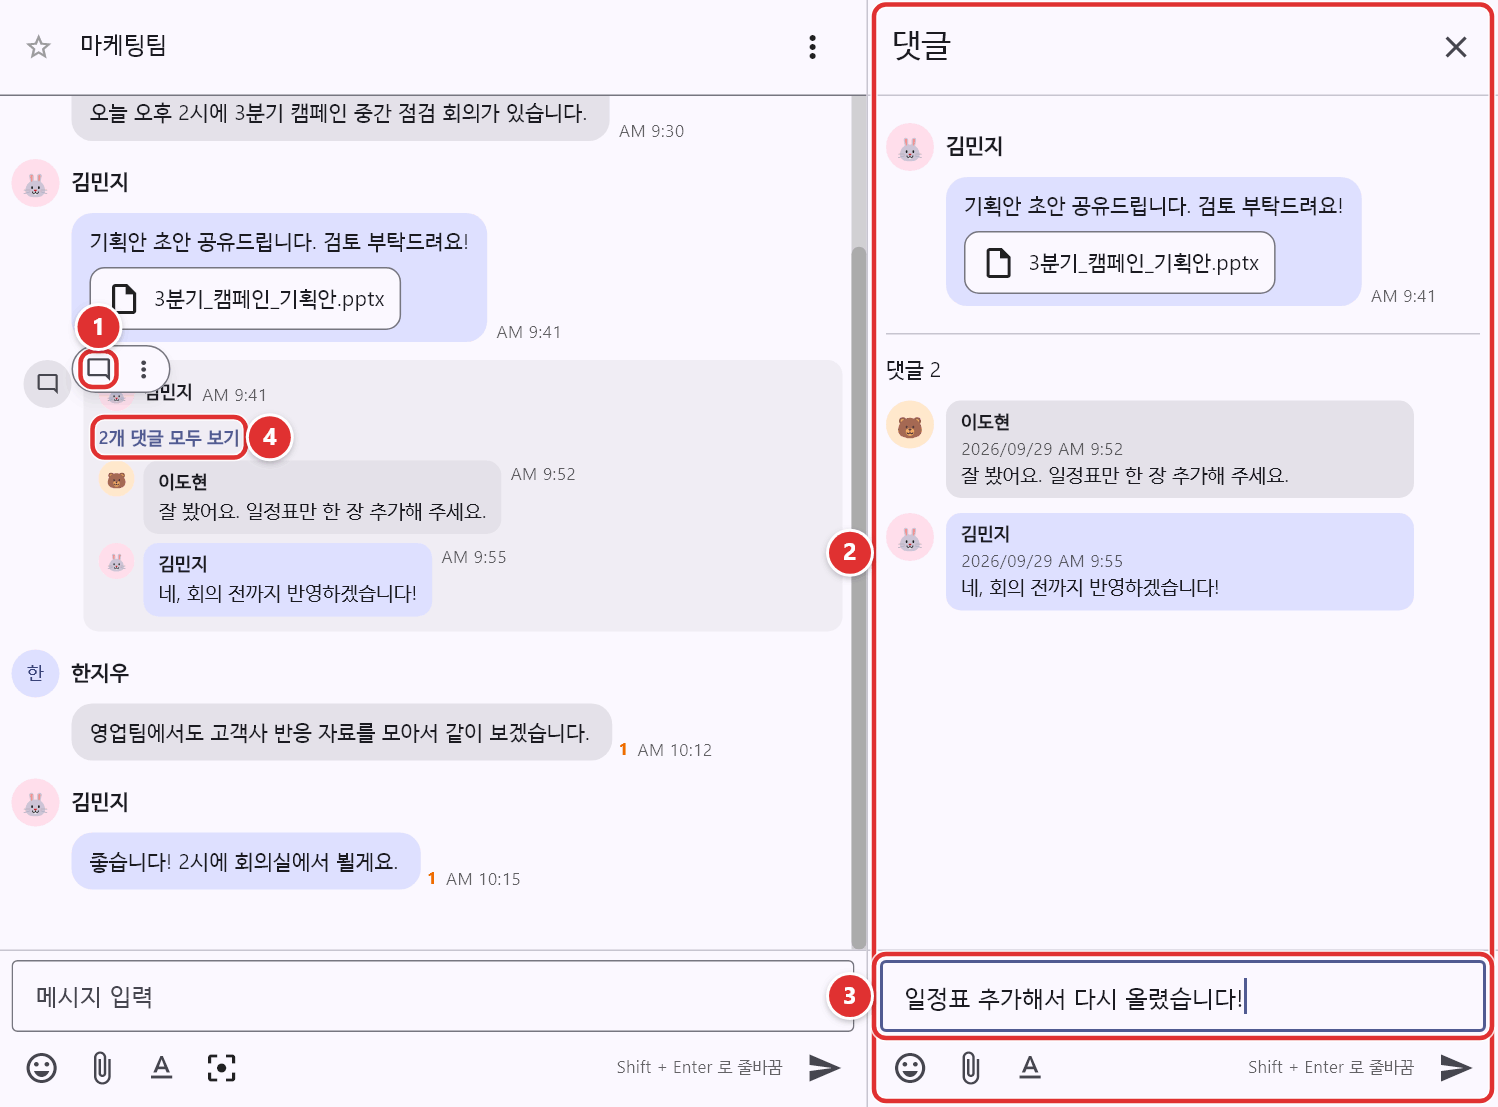 마케팅팀
오늘 오후 2시에 3분기 캠페인 중간 점검 회의가 있습니다.
AM 9:30
김민지
기획안 초안 공유드립니다. 검토 부탁드려요!
3분기_캠페인_기획안.pptx
AM 9:41
1
김민지 AM 9:41
2개 댓글 모두 보기
4
이도현
잘 봤어요. 일정표만 한 장 추가해 주세요.
AM 9:52
김민지
네, 회의 전까지 반영하겠습니다!
AM 9:55
한
한지우
영업팀에서도 고객사 반응 자료를 모아서 같이 보겠습니다.
1 AM 10:12
김민지
좋습니다! 2시에 회의실에서 뵐게요.
1 AM 10:15
메시지 입력
Shift + Enter 로 줄바꿈
2
댓글
김민지
기획안 초안 공유드립니다. 검토 부탁드려요!
3분기_캠페인_기획안.pptx
AM 9:41
댓글 2
이도현
2026/09/29 AM 9:52
잘 봤어요. 일정표만 한 장 추가해 주세요.
김민지
2026/09/29 AM 9:55
네, 회의 전까지 반영하겠습니다!
3
일정표 추가해서 다시 올렸습니다!
Shift + Enter 로 줄바꿈